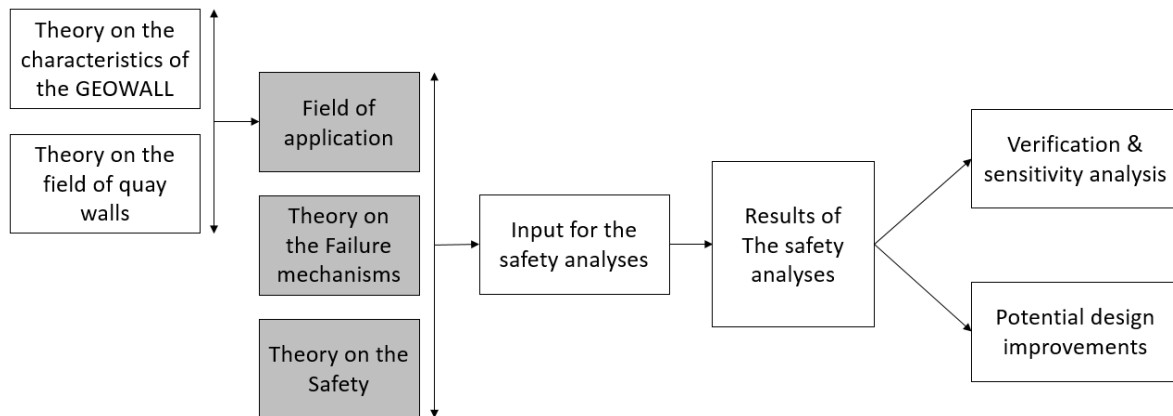 Theory on the
characteristics of
the GEOWALL
Theory on the
field of quay
walls
Field of
application
Theory on
the Failure
mechanisms
Theory on the
Safety
Input for the
safety analyses
Results of
The safety
analyses
Verification &
sensitivity analysis
Potential design
improvements